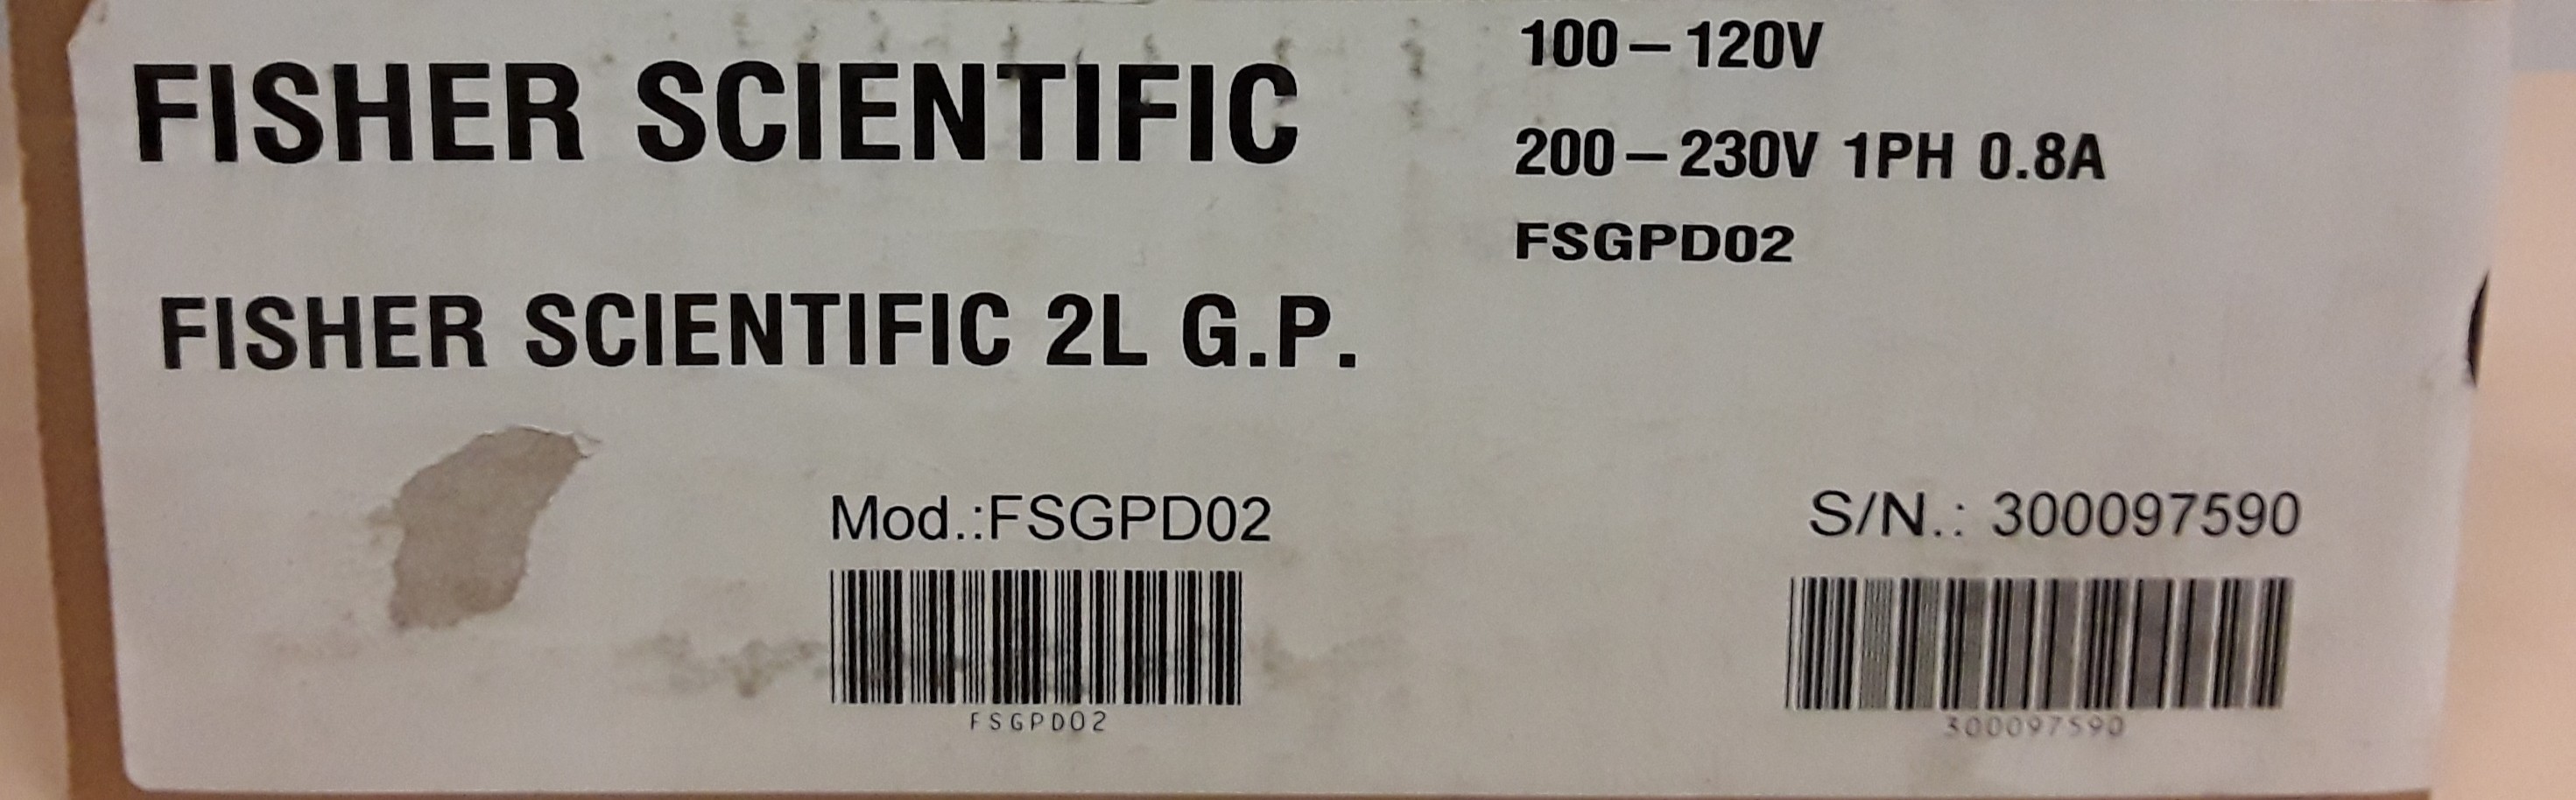 FISHER SCIENTIFIC
100–120V
200–230V 1PH 0.8A
FSGPD02
FISHER SCIENTIFIC 2L G.P.
Mod.:FSGPD02
FSGPD02
S/N.: 300097590
300097590